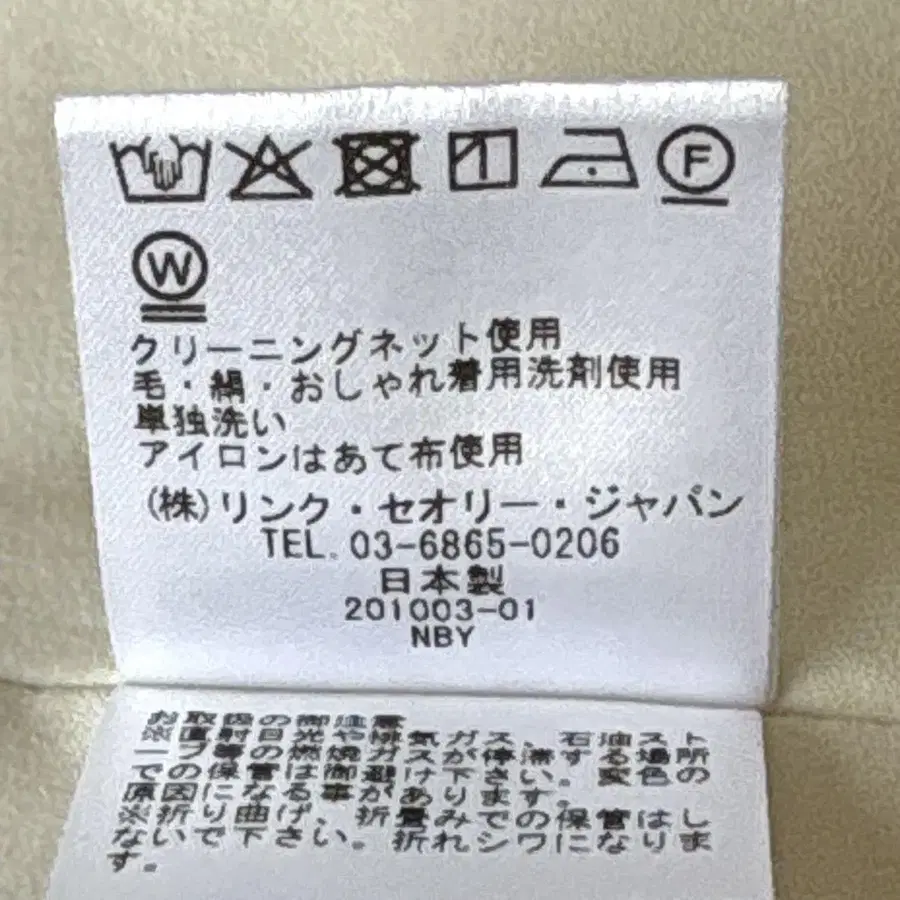 F
W
クリーニングネット使用
毛・絹・おしゃれ着用洗剤使用
単独洗い
アイロンはあて布使用
(株)リンク・セオリー・ジャパン
TEL. 03-6865-0206
日本製
201003-01
NBY
お取扱の御注意
※直射日光や排気ガス、石油スト
ーブ等の燃焼ガスが停滞する場所
での保管は御避け下さい。変色の
原因になる事があります。
※折り曲げ、折畳みでの保管はし
ないで下さい。折れシワになりま
す。